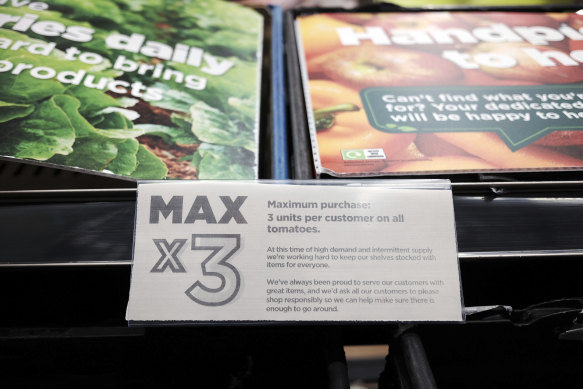 ve
ries daily
ard to bring
products
Handpi
to ho
Can't find what you'
for? Your dedicate
will be happy to h
MAX
x3
Maximum purchase:
3 units per customer on all
tomatoes.
At this time of high demand and intermittent supply
we're working hard to keep our shelves stocked with
items for everyone.
We've always been proud to serve our customers with
great items, and we'd ask all our customers to please
shop responsibly so we can help make sure there is
enough to go around.